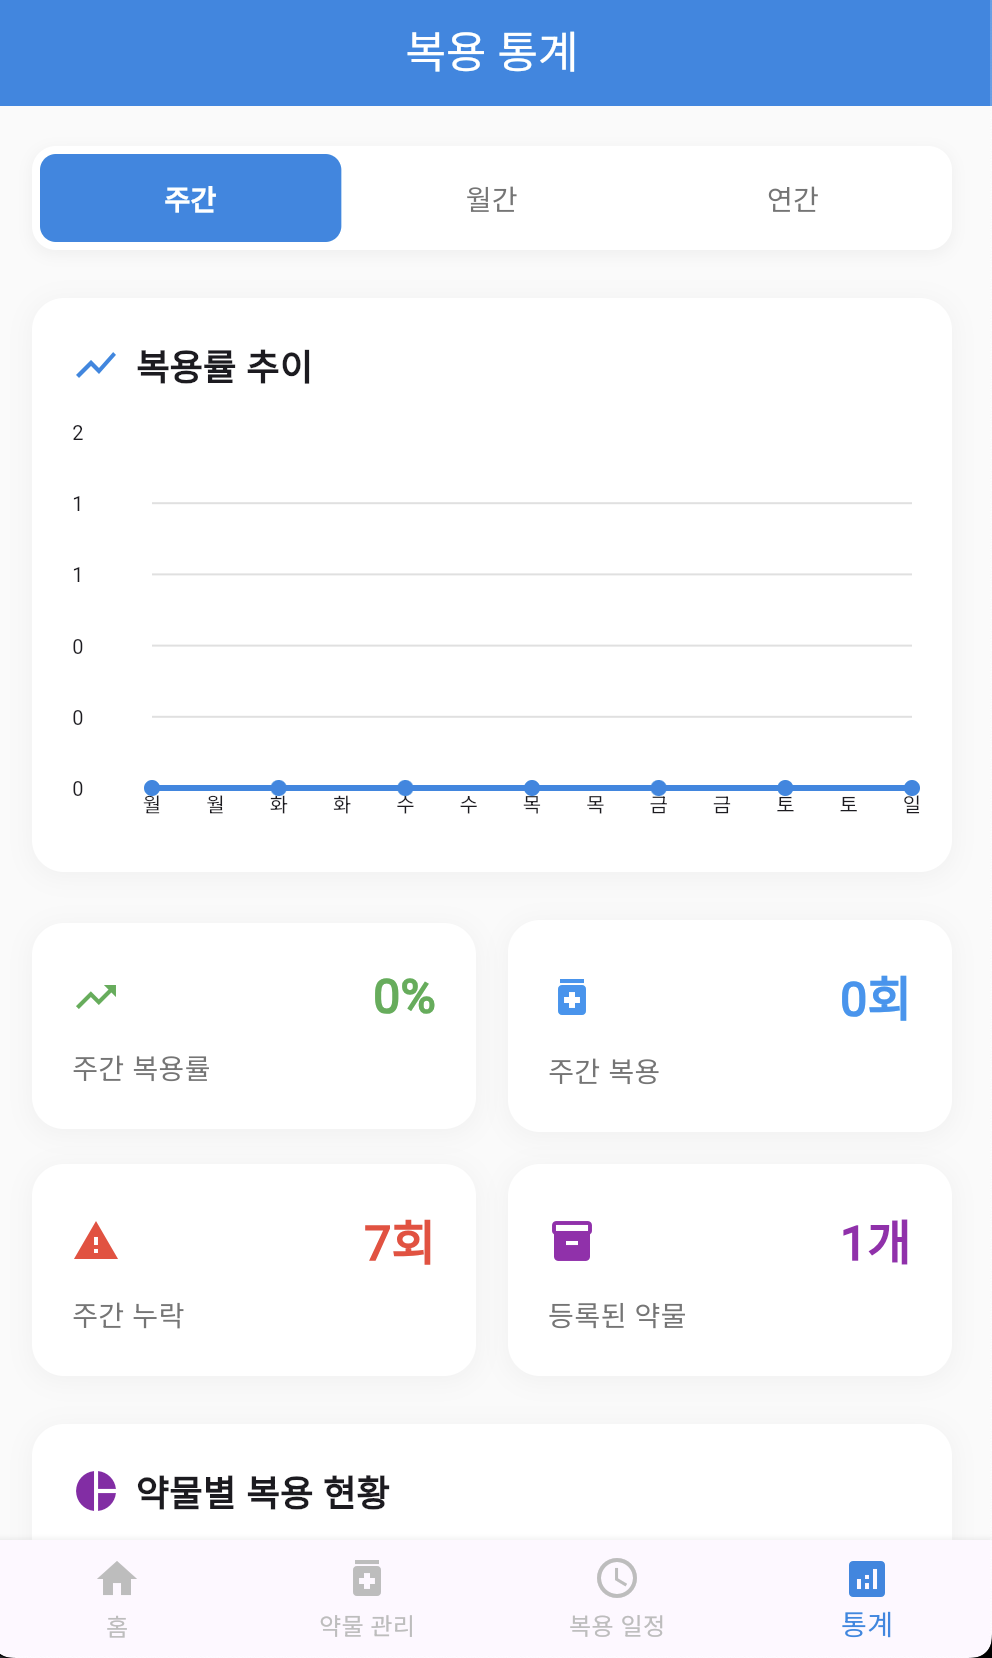 복용 통계
주간 월간 연간
복용률 추이
2
1
1
0
0
0
월 월 화 화 수 수 목 목 금 금 토 토 일
0% 0회
주간 복용률 주간 복용
7회 1개
주간 누락 등록된 약물
약물별 복용 현황
홈 약물 관리 복용 일정 통계